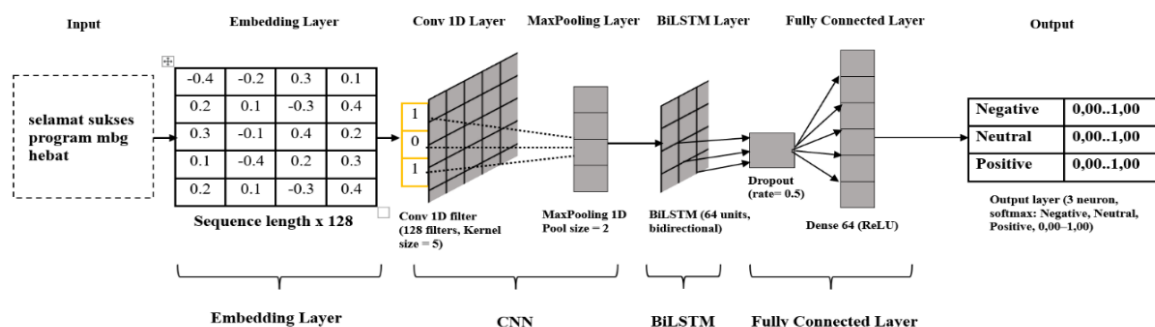 Input
Embedding Layer
Conv 1D Layer
MaxPooling Layer
BiLSTM Layer
Fully Connected Layer
Output
selamat sukses
program mbg
hebat
-0.4 -0.2 0.3 0.1
0.2 0.1 -0.3 0.4
0.3 -0.1 0.4 0.2
0.1 -0.4 0.2 0.3
0.2 0.1 -0.3 0.4
Sequence length x 128
1
0
1
Conv 1D filter
(128 filters, Kernel
size = 5)
MaxPooling 1D
Pool size = 2
BiLSTM (64 units,
bidirectional)
Dropout
(rate= 0.5)
Dense 64 (ReLU)
Negative 0,00..1,00
Neutral 0,00..1,00
Positive 0,00..1,00
Output layer (3 neuron,
softmax: Negative, Neutral,
Positive, 0,00–1,00)
Embedding Layer
CNN
BiLSTM
Fully Connected Layer